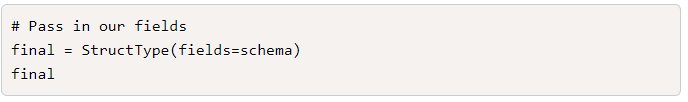 # Pass in our fields
final = StructType(fields=schema)
final